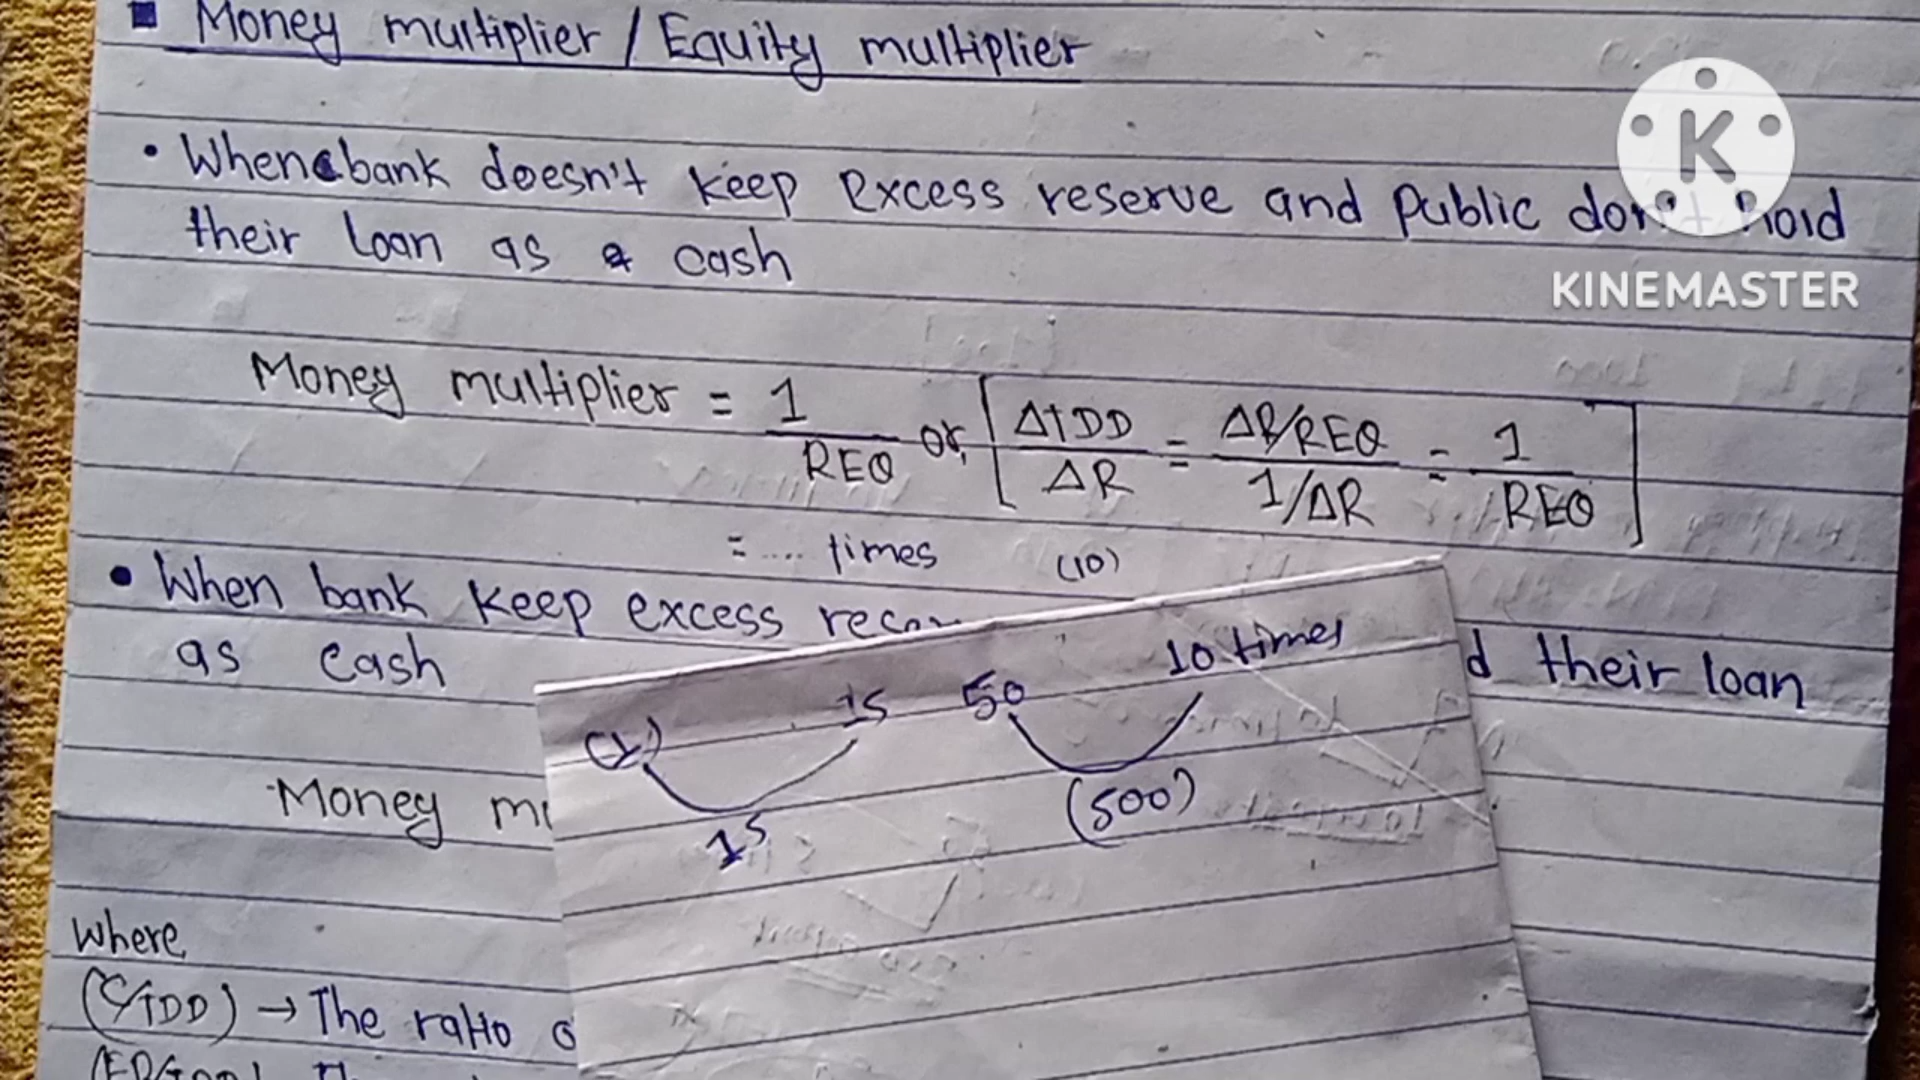 Money multiplier / Equity multiplier
• When bank doesn't keep excess reserve and public don't hold
their loan as a cash
K
KINEMASTER
Money multiplier = 1/REQ or, [ΔTDD/ΔR = ΔR/REQ / 1/ΔR = 1/REQ]
= .... times (10)
• When bank keep excess
d their loan
as cash
(1) 15 50 10 times
15 (500)
Money
Where
(C/TDD) → The ratio o